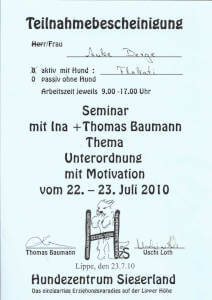 Teilnahmebescheinigung
Herr/Frau Anke Derge
aktiv mit Hund :
O passiv ohne Hund
Arbeitszeit jeweils 9.00 -17.00 Uhr
Seminar
mit Ina +Thomas Baumann
Thema
Unterordnung
mit Motivation
vom 22. – 23. Juli 2010
H
Thomas Baumann
Uschi Loth
Lippe, den 23.7.10
Hundezentrum Siegerland
Das einzigartige Erziehungsparadies auf der Lipper Höhe